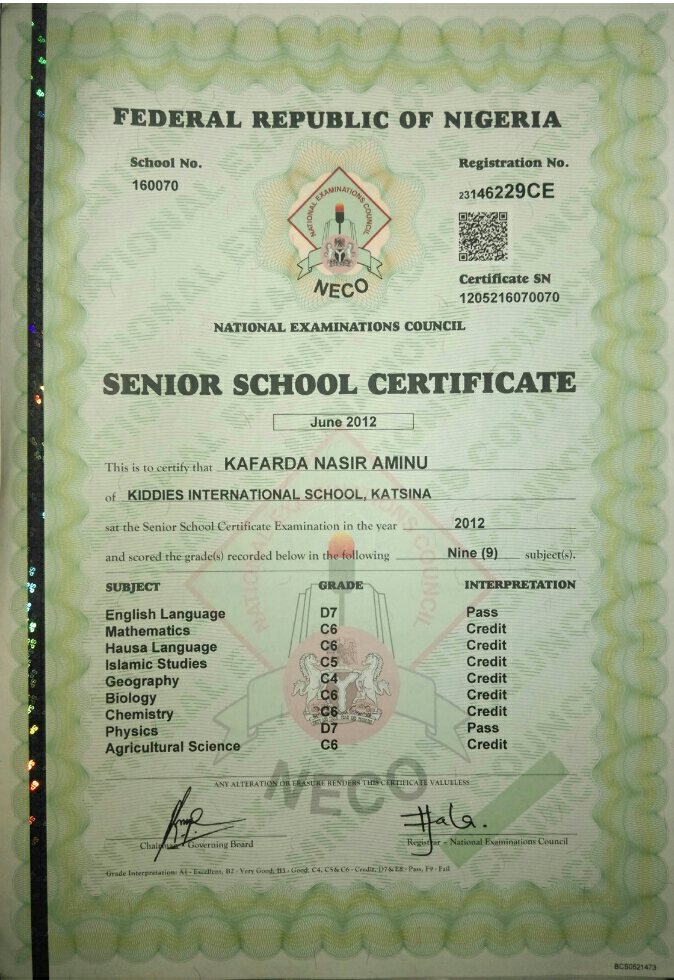 FEDERAL REPUBLIC OF NIGERIA
School No.
160070
Registration No.
23146229CE
NATIONAL EXAMINATIONS COUNCIL
NECO
Certificate SN
1205216070070
NATIONAL EXAMINATIONS COUNCIL
SENIOR SCHOOL CERTIFICATE
June 2012
This is to certify that KAFARDA NASIR AMINU
of KIDDIES INTERNATIONAL SCHOOL, KATSINA
sat the Senior School Certificate Examination in the year 2012
and scored the grade(s) recorded below in the following Nine (9) subject(s).
SUBJECT GRADE INTERPRETATION
English Language D7 Pass
Mathematics C6 Credit
Hausa Language C6 Credit
Islamic Studies C5 Credit
Geography C4 Credit
Biology C6 Credit
Chemistry C6 Credit
Physics D7 Pass
Agricultural Science C6 Credit
NATIONAL EXAMINATIONS COUNCIL
NECO
ANY ALTERATION OR ERASURE RENDERS THIS CERTIFICATE VALUELESS
Chairman - Governing Board
Registrar - National Examinations Council
Grade Interpretation: A1 - Excellent, B2 - Very Good, B3 - Good, C4, C5 & C6 - Credit, D7 & E8 - Pass, F9 - Fail
BCS0521473